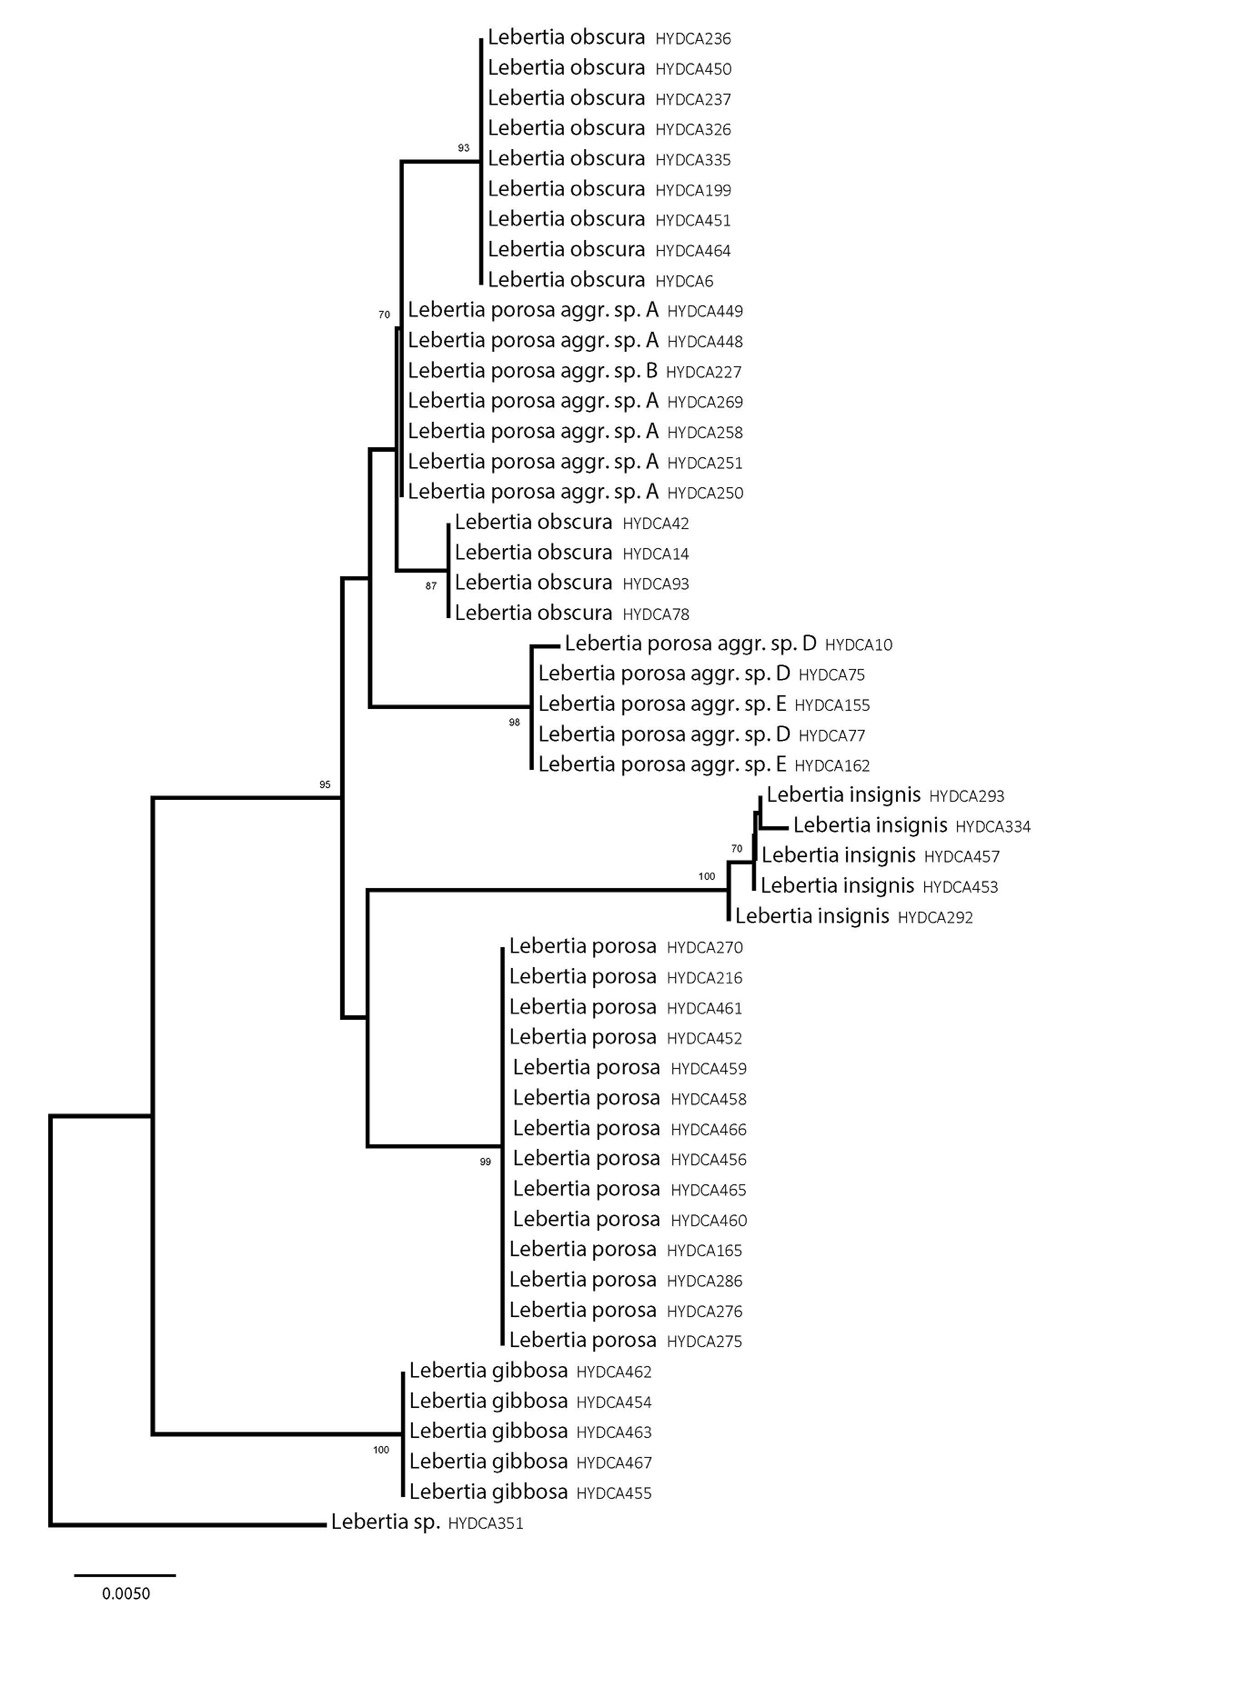 Lebertia obscura HYDCA236
Lebertia obscura HYDCA450
93
Lebertia obscura HYDCA237
Lebertia obscura HYDCA326
Lebertia obscura HYDCA335
Lebertia obscura HYDCA199
Lebertia obscura HYDCA451
Lebertia obscura HYDCA464
Lebertia obscura HYDCA6
70
Lebertia porosa aggr. sp. A HYDCA449
Lebertia porosa aggr. sp. A HYDCA448
Lebertia porosa aggr. sp. B HYDCA227
Lebertia porosa aggr. sp. A HYDCA269
Lebertia porosa aggr. sp. A HYDCA258
Lebertia porosa aggr. sp. A HYDCA251
Lebertia porosa aggr. sp. A HYDCA250
Lebertia obscura HYDCA42
Lebertia obscura HYDCA14
Lebertia obscura HYDCA93
87
Lebertia obscura HYDCA78
Lebertia porosa aggr. sp. D HYDCA10
Lebertia porosa aggr. sp. D HYDCA75
Lebertia porosa aggr. sp. E HYDCA155
98
Lebertia porosa aggr. sp. D HYDCA77
Lebertia porosa aggr. sp. E HYDCA162
95
Lebertia insignis HYDCA293
Lebertia insignis HYDCA334
70
Lebertia insignis HYDCA457
100
Lebertia insignis HYDCA453
Lebertia insignis HYDCA292
Lebertia porosa HYDCA270
Lebertia porosa HYDCA216
Lebertia porosa HYDCA461
Lebertia porosa HYDCA452
Lebertia porosa HYDCA459
Lebertia porosa HYDCA458
Lebertia porosa HYDCA466
Lebertia porosa HYDCA456
99
Lebertia porosa HYDCA465
Lebertia porosa HYDCA460
Lebertia porosa HYDCA165
Lebertia porosa HYDCA286
Lebertia porosa HYDCA276
Lebertia porosa HYDCA275
Lebertia gibbosa HYDCA462
Lebertia gibbosa HYDCA454
Lebertia gibbosa HYDCA463
100
Lebertia gibbosa HYDCA467
Lebertia gibbosa HYDCA455
Lebertia sp. HYDCA351
0.0050